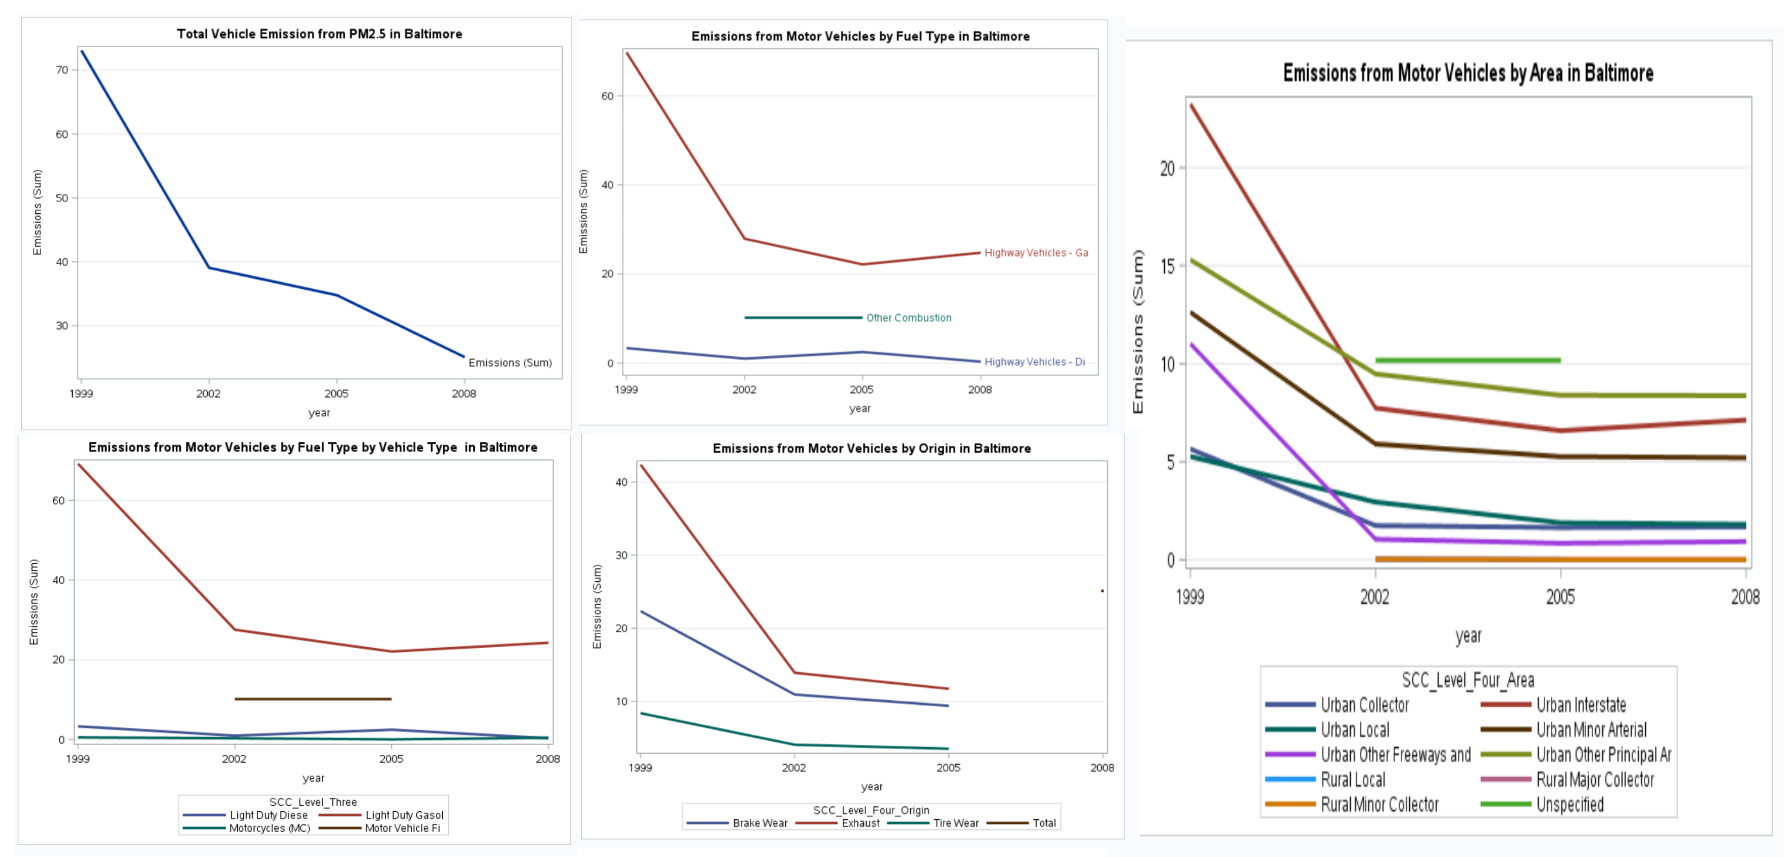 Total Vehicle Emission from PM2.5 in Baltimore
Emissions (Sum)
70
60
50
40
30
Emissions (Sum)
1999
2002
2005
2008
year
Emissions from Motor Vehicles by Fuel Type in Baltimore
Emissions (Sum)
60
40
20
0
Highway Vehicles - Ga
Other Combustion
Highway Vehicles - Di
1999
2002
2005
2008
year
Emissions from Motor Vehicles by Area in Baltimore
Emissions (Sum)
20
15
10
5
0
1999
2002
2005
2008
year
SCC_Level_Four_Area
Urban Collector
Urban Interstate
Urban Local
Urban Minor Arterial
Urban Other Freeways and
Urban Other Principal Ar
Rural Local
Rural Major Collector
Rural Minor Collector
Unspecified
Emissions from Motor Vehicles by Fuel Type by Vehicle Type in Baltimore
Emissions (Sum)
60
40
20
0
1999
2002
2005
2008
year
SCC_Level_Three
Light Duty Diese
Light Duty Gasol
Motorcycles (MC)
Motor Vehicle Fi
Emissions from Motor Vehicles by Origin in Baltimore
Emissions (Sum)
40
30
20
10
1999
2002
2005
2008
year
SCC_Level_Four_Origin
Brake Wear
Exhaust
Tire Wear
Total